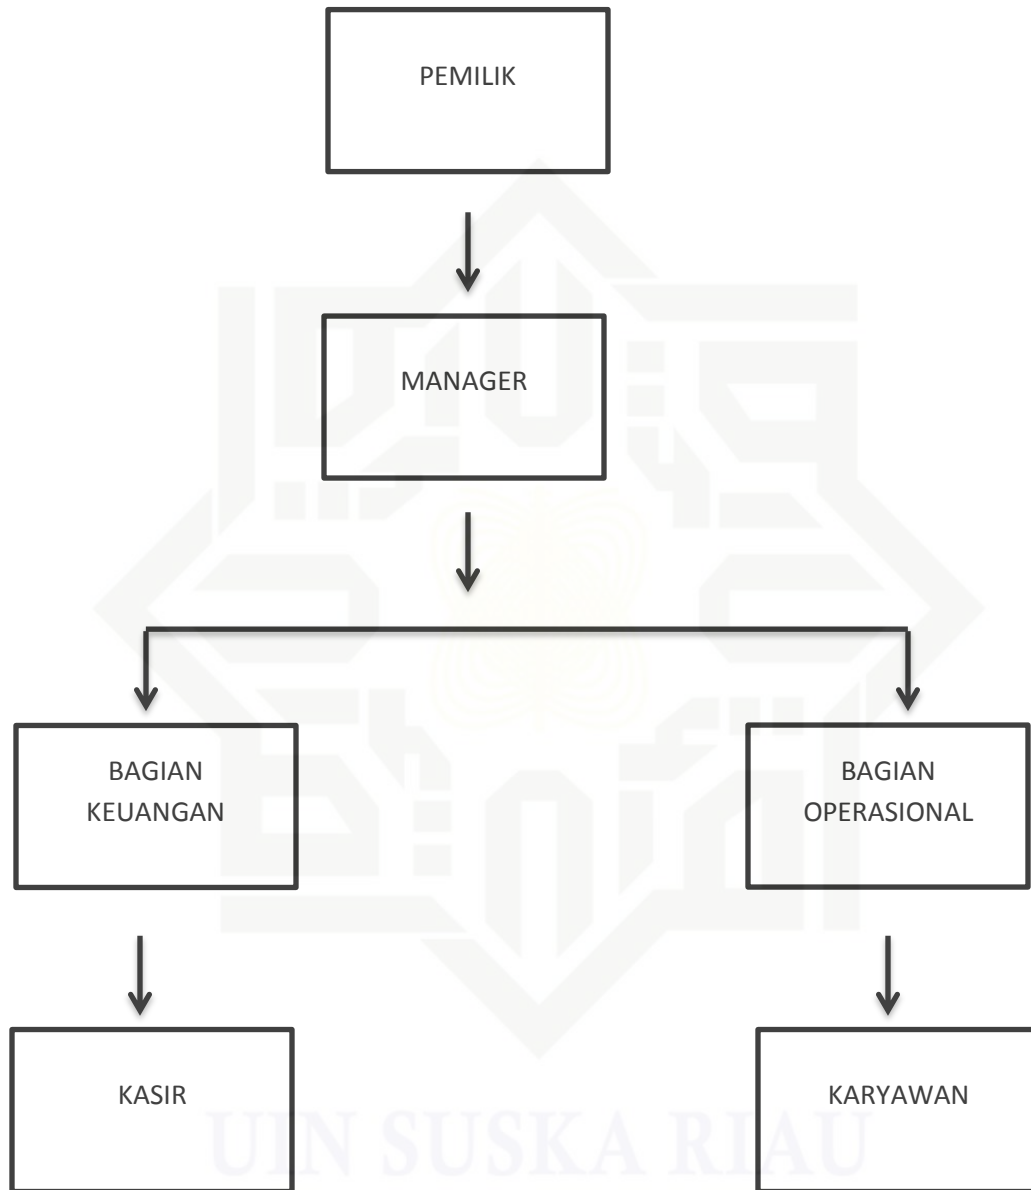 PEMILIK
MANAGER
BAGIAN
KEUANGAN
BAGIAN
OPERASIONAL
KASIR
KARYAWAN
UIN SUSKA RIAU